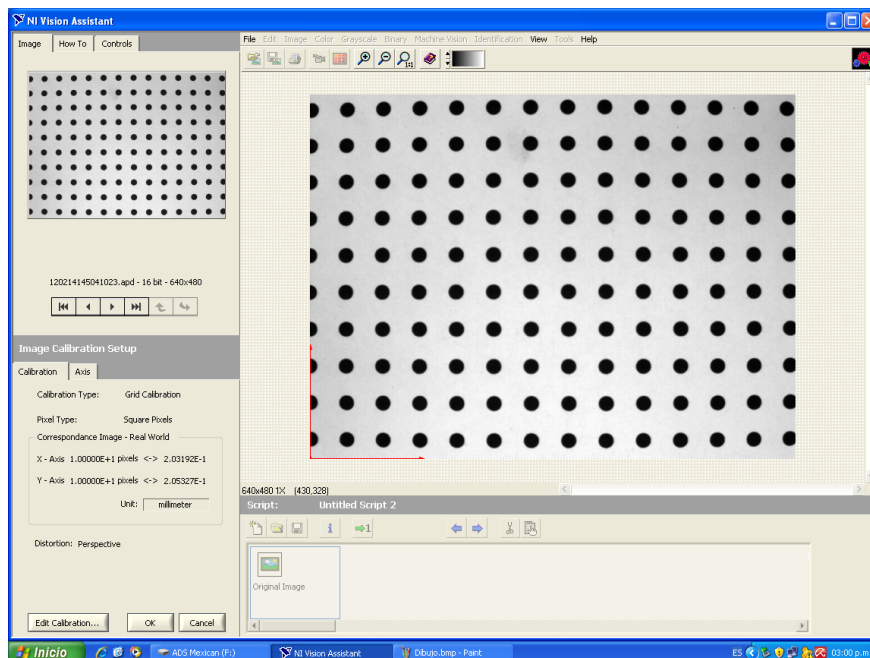 NI Vision Assistant
Image How To Controls
File Edit Image Color Grayscale Binary Machine Vision Identification View Tools Help
1:1
120214145041023.apd - 16 bit - 640x480
Image Calibration Setup
Calibration Axis
Calibration Type: Grid Calibration
Pixel Type: Square Pixels
Correspondance Image - Real World
X - Axis 1.00000E+1 pixels <-> 2.03192E-1
Y - Axis 1.00000E+1 pixels <-> 2.05327E-1
Unit: millimeter
Distortion: Perspective
Edit Calibration... OK Cancel
640x480 1X (430,328)
Script: Untitled Script 2
1
Original Image
Inicio ADS Mexican (F:) NI Vision Assistant Dibujo.bmp - Paint ES 03:00 p.m.